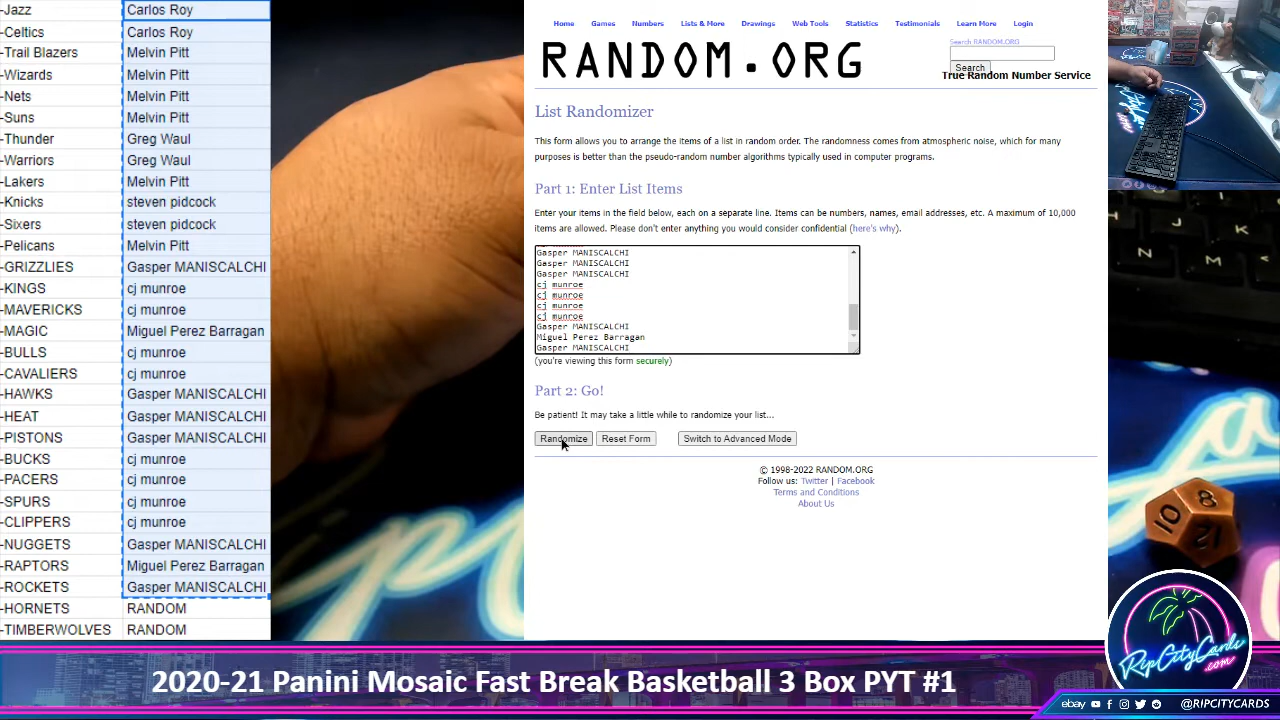 -Jazz Carlos Roy
-Celtics Carlos Roy
-Trail Blazers Melvin Pitt
-Wizards Melvin Pitt
-Nets Melvin Pitt
-Suns Melvin Pitt
-Thunder Greg Waul
-Warriors Greg Waul
-Lakers Melvin Pitt
-Knicks steven pidcock
-Sixers steven pidcock
-Pelicans Melvin Pitt
-GRIZZLIES Gasper MANISCALCHI
-KINGS cj munroe
-MAVERICKS cj munroe
-MAGIC Miguel Perez Barragan
-BULLS cj munroe
-CAVALIERS cj munroe
-HAWKS Gasper MANISCALCHI
-HEAT Gasper MANISCALCHI
-PISTONS Gasper MANISCALCHI
-BUCKS cj munroe
-PACERS cj munroe
-SPURS cj munroe
-CLIPPERS cj munroe
-NUGGETS Gasper MANISCALCHI
-RAPTORS Miguel Perez Barragan
-ROCKETS Gasper MANISCALCHI
-HORNETS RANDOM
-TIMBERWOLVES RANDOM
Home Games Numbers Lists & More Drawings Web Tools Statistics Testimonials Learn More Login
RANDOM.ORG
Search RANDOM.ORG
Search
True Random Number Service
List Randomizer
This form allows you to arrange the items of a list in random order. The randomness comes from atmospheric noise, which for many
purposes is better than the pseudo-random number algorithms typically used in computer programs.
Part 1: Enter List Items
Enter your items in the field below, each on a separate line. Items can be numbers, names, email addresses, etc. A maximum of 10,000
items are allowed. Please don't enter anything you would consider confidential (here's why).
Gasper MANISCALCHI
Gasper MANISCALCHI
Gasper MANISCALCHI
cj munroe
cj munroe
cj munroe
cj munroe
Gasper MANISCALCHI
Miguel Perez Barragan
Gasper MANISCALCHI
(you're viewing this form securely)
Part 2: Go!
Be patient! It may take a little while to randomize your list...
Randomize Reset Form Switch to Advanced Mode
© 1998-2022 RANDOM.ORG
Follow us: Twitter | Facebook
Terms and Conditions
About Us
10 8
RipCityCards
.com
2020-21 Panini Mosaic Fast Break Basketball 3 Box PYT #1
ebay @RIPCITYCARDS